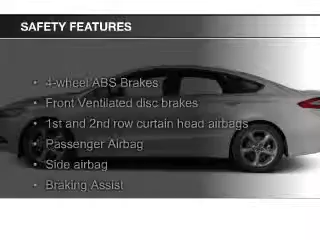 SAFETY FEATURES
• 4-wheel ABS Brakes
• Front Ventilated disc brakes
• 1st and 2nd row curtain head airbags
• Passenger Airbag
• Side airbag
• Braking Assist